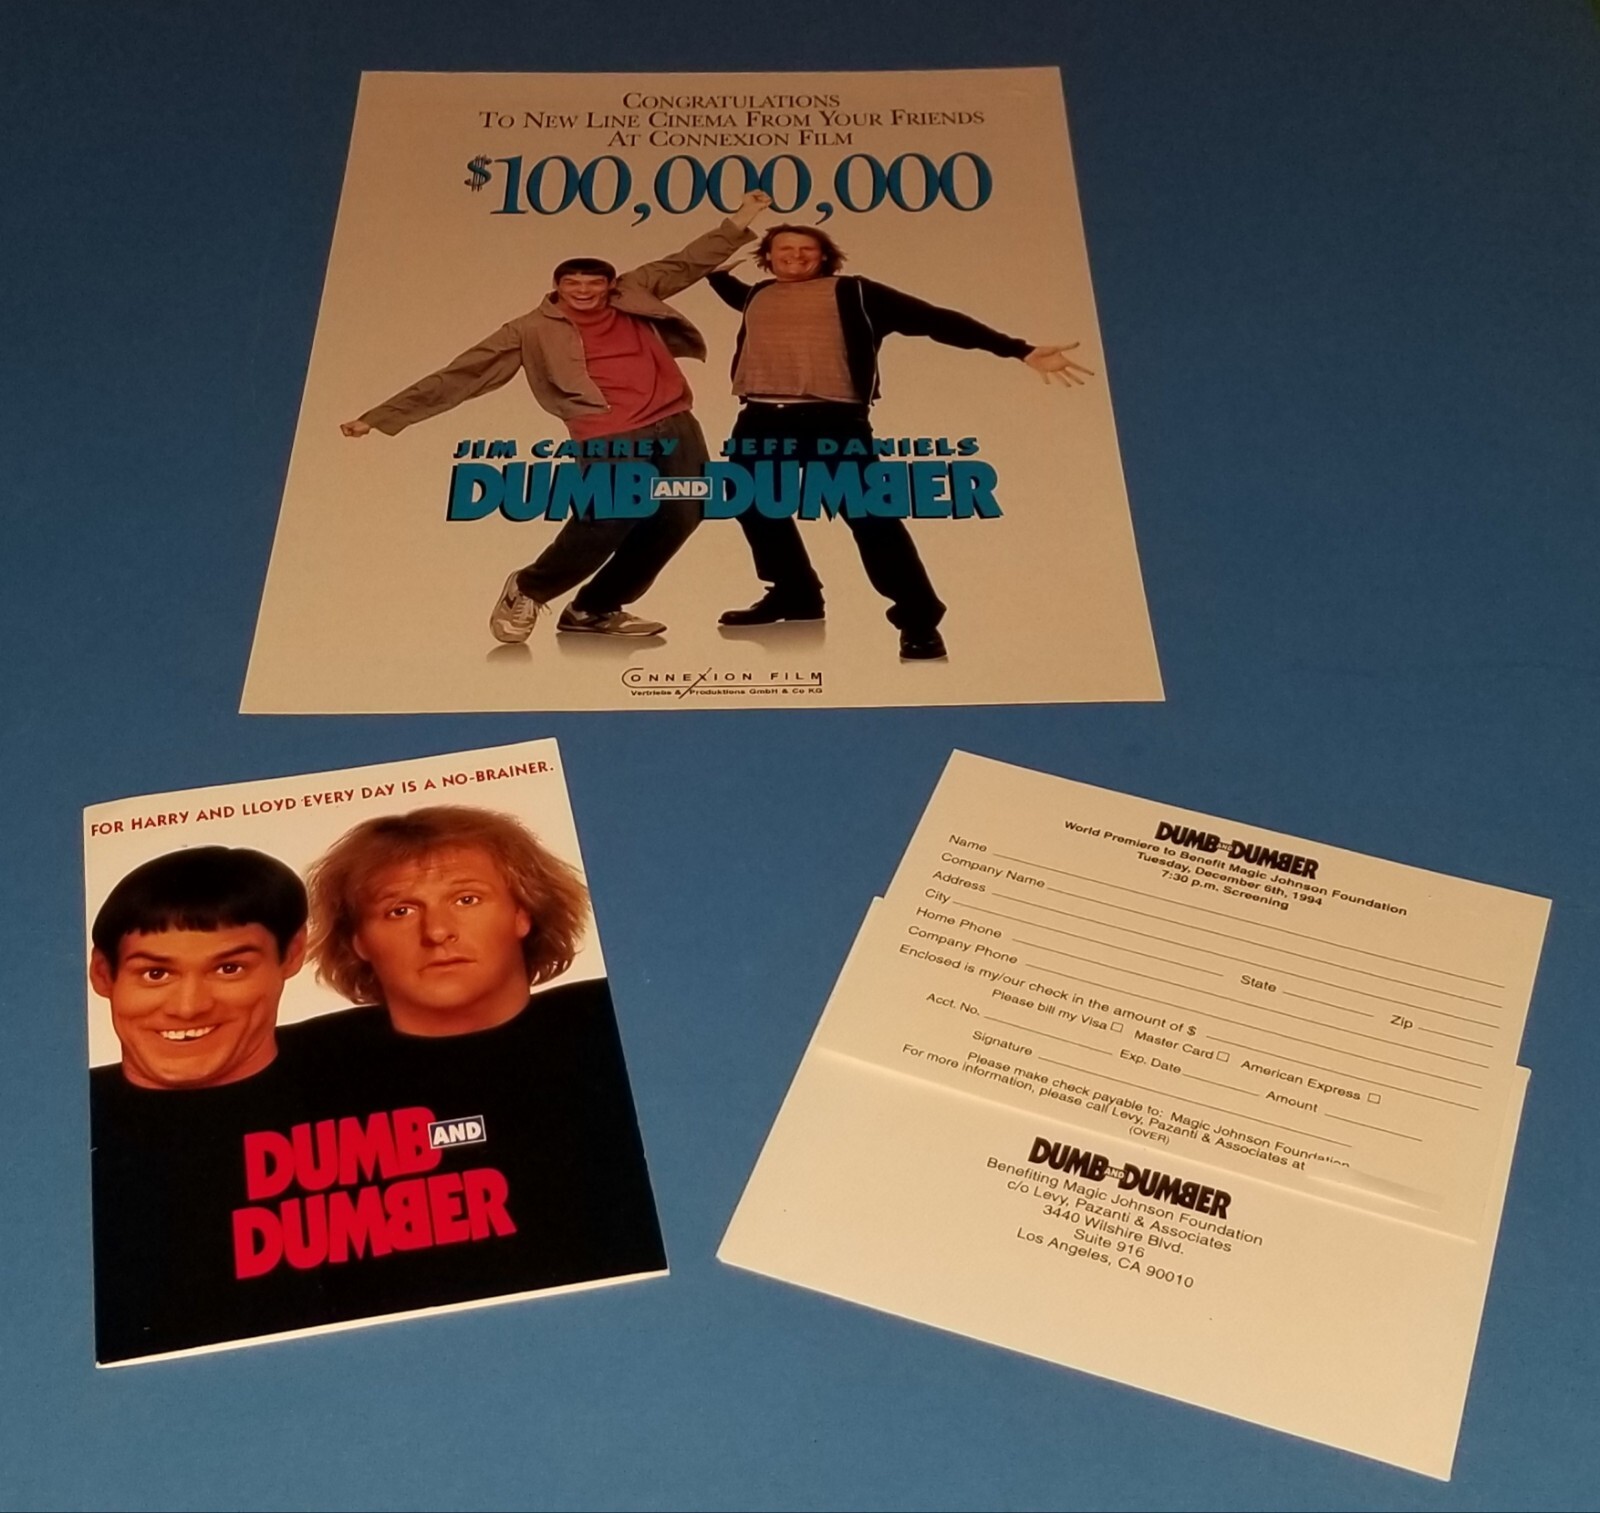 CONGRATULATIONS
TO NEW LINE CINEMA FROM YOUR FRIENDS
AT CONNEXION FILM
$100,000,000
JIM CARREY JEFF DANIELS
DUMB AND DUMBER
CONNEXION FILM
Vertriebs & Produktions GmbH & Co KG
FOR HARRY AND LLOYD EVERY DAY IS A NO-BRAINER.
DUMB AND
DUMBER
DUMB AND DUMBER
World Premiere to Benefit Magic Johnson Foundation
Tuesday, December 6th, 1994
7:30 p.m. Screening
Name
Company Name
Address
City
State
Zip
Home Phone
Company Phone
Enclosed is my/our check in the amount of $
Please bill my Visa ☐ Master Card ☐ American Express ☐
Acct. No. Exp. Date Amount
Signature
Please make check payable to: Magic Johnson Foundation
For more information, please call Levy, Pazanti & Associates at
(OVER)
DUMB AND DUMBER
Benefiting Magic Johnson Foundation
c/o Levy, Pazanti & Associates
3440 Wilshire Blvd.
Suite 916
Los Angeles, CA 90010